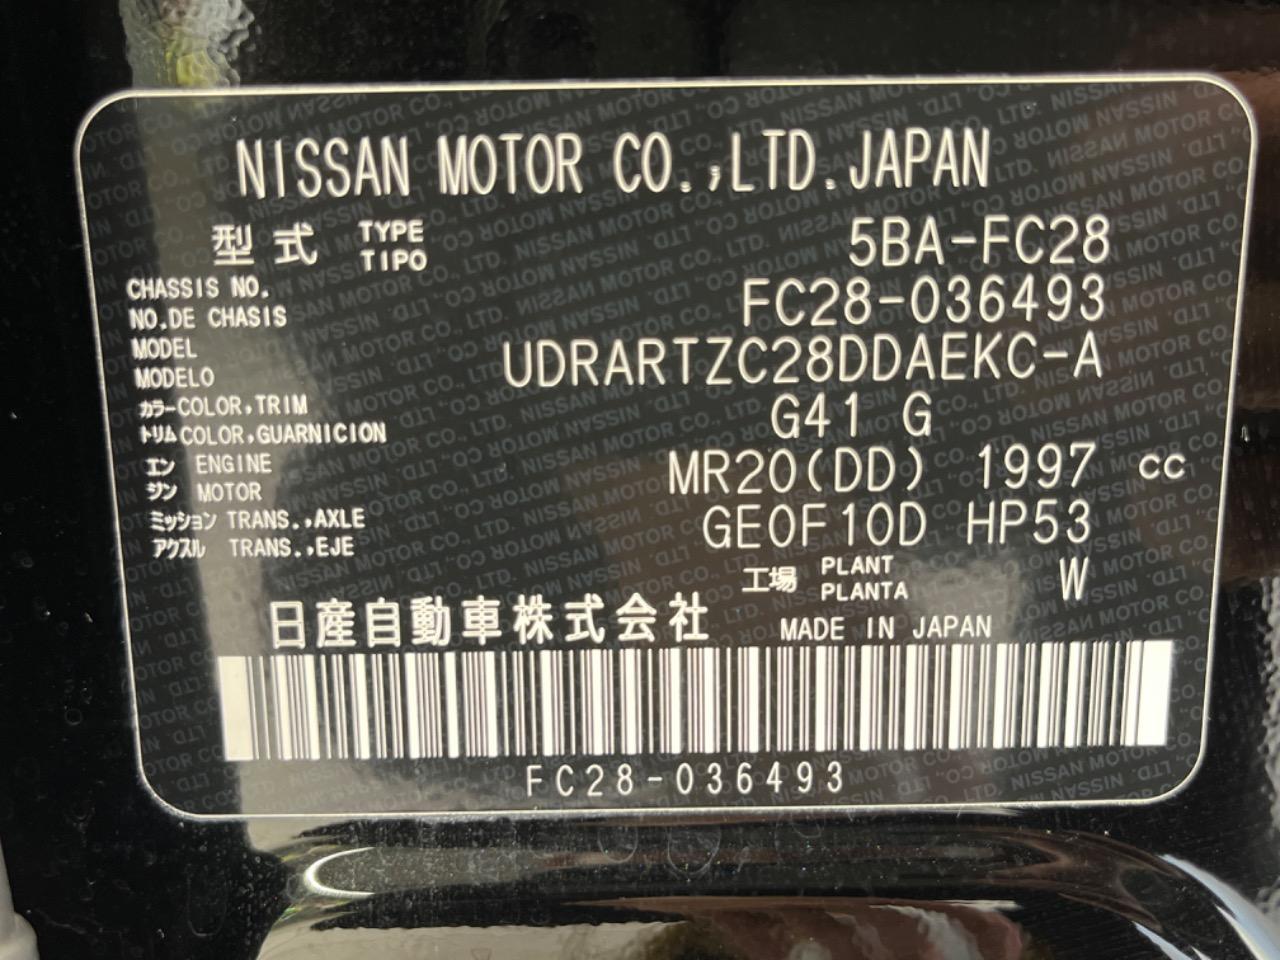 NISSAN MOTOR CO.,LTD.JAPAN
型式 TYPE TIPO 5BA-FC28
CHASSIS NO. NO.DE CHASIS FC28-036493
MODEL MODELO UDRARTZC28DDAEKC-A
カラー COLOR,TRIM G41 G
トリム COLOR,GUARNICION
エン ENGINE MR20(DD) 1997 cc
ジン MOTOR
ミッション TRANS.,AXLE GE0F10D HP53
アクスル TRANS.,EJE
工場 PLANT PLANTA W
日産自動車株式会社 MADE IN JAPAN
FC28-036493